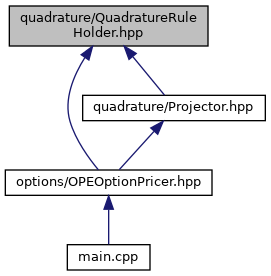 quadrature/QuadratureRule
Holder.hpp
quadrature/Projector.hpp
options/OPEOptionPricer.hpp
main.cpp